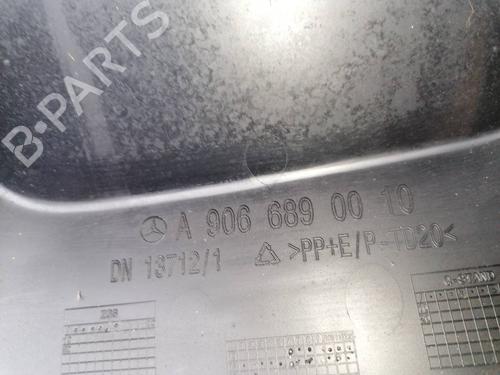 B-PARTS
A 906 689 00 10
DN 13712/1 >PP+E/P-TD20<